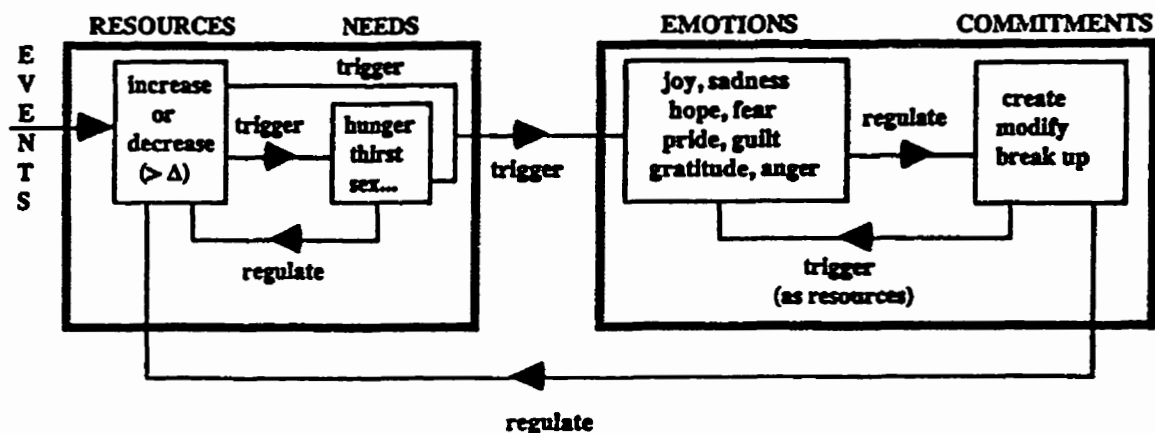 RESOURCES NEEDS EMOTIONS COMMITMENTS
EVENTS
increase
or
decrease
(> Δ)
trigger
trigger
hunger
thirst
sex...
regulate
trigger
joy, sadness
hope, fear
pride, guilt
gratitude, anger
regulate
create
modify
break up
trigger
(as resources)
regulate